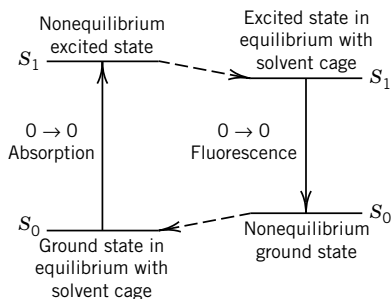 Nonequilibrium
excited state
Excited state in
equilibrium with
solvent cage
S₁
S₁
0 → 0
Absorption
0 → 0
Fluorescence
S₀
S₀
Ground state in
equilibrium with
solvent cage
Nonequilibrium
ground state